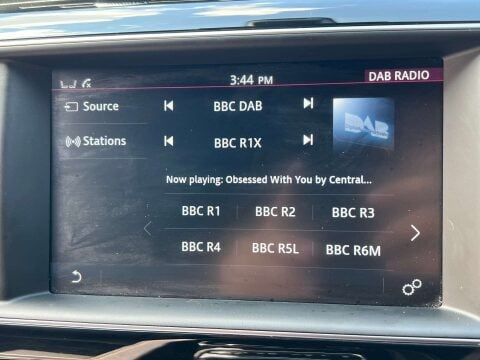 3:44 PM
DAB RADIO
Source
BBC DAB
Stations
BBC R1X
DAB
Now playing: Obsessed With You by Central...
BBC R1 BBC R2 BBC R3
BBC R4 BBC R5L BBC R6M